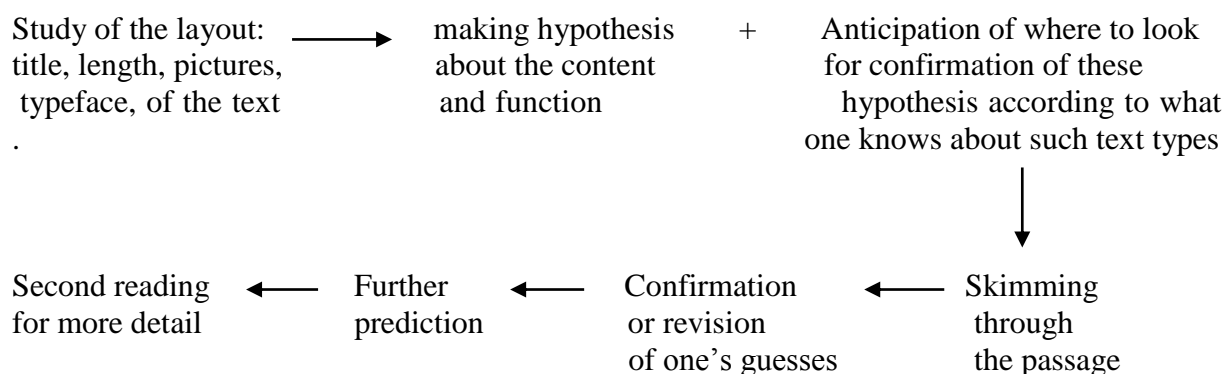 Study of the layout:
title, length, pictures,
typeface, of the text
.
making hypothesis
about the content
and function
+
Anticipation of where to look
for confirmation of these
hypothesis according to what
one knows about such text types
Skimming
through
the passage
Confirmation
or revision
of one’s guesses
Further
prediction
Second reading
for more detail